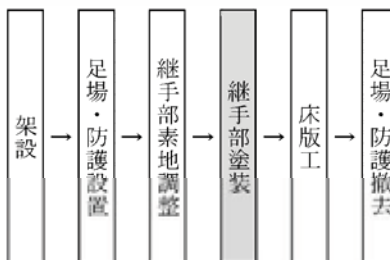 架設
→
足場・防護設置
→
継手部素地調整
→
継手部塗装
→
床版工
→
足場・防護撤去